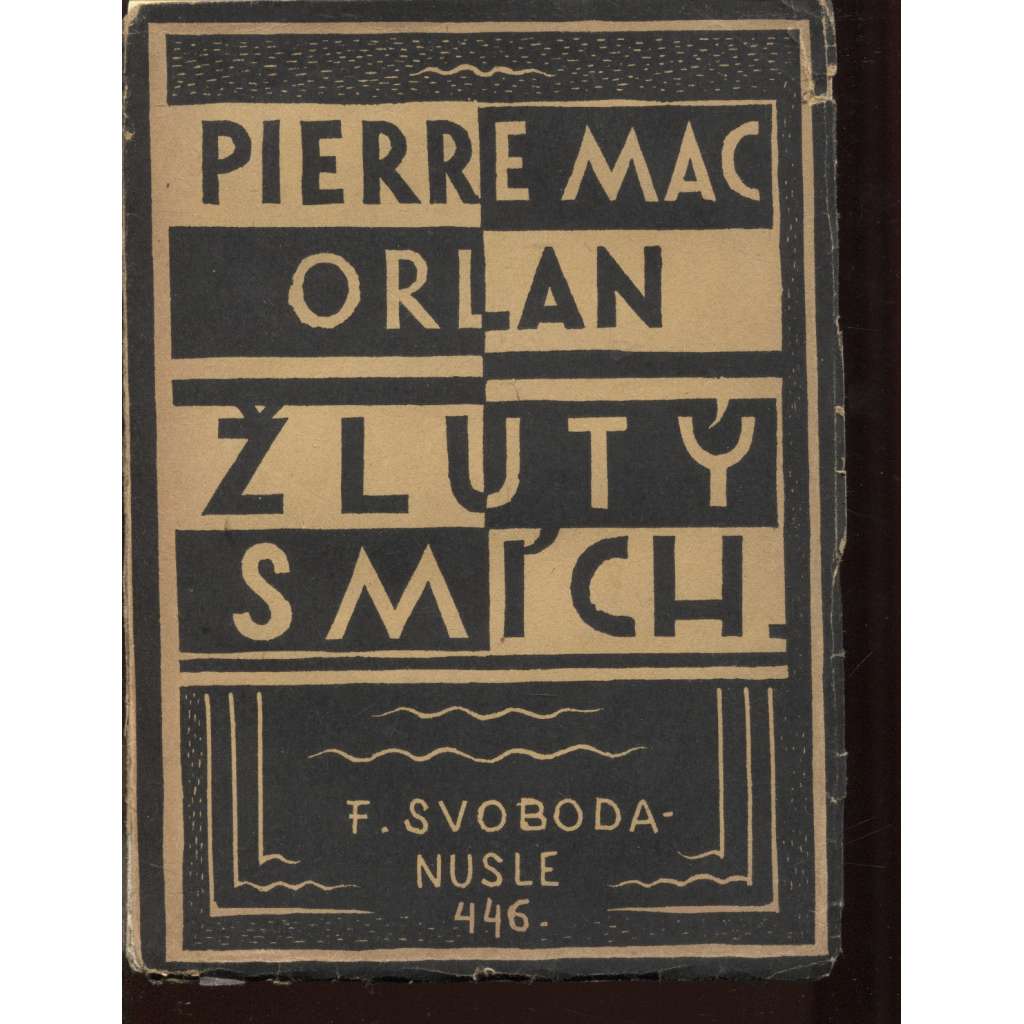 PIERRE MAC
ORLAN
ŽLUTÝ
SMÍCH.
F. SVOBODA-
NUSLE
446.